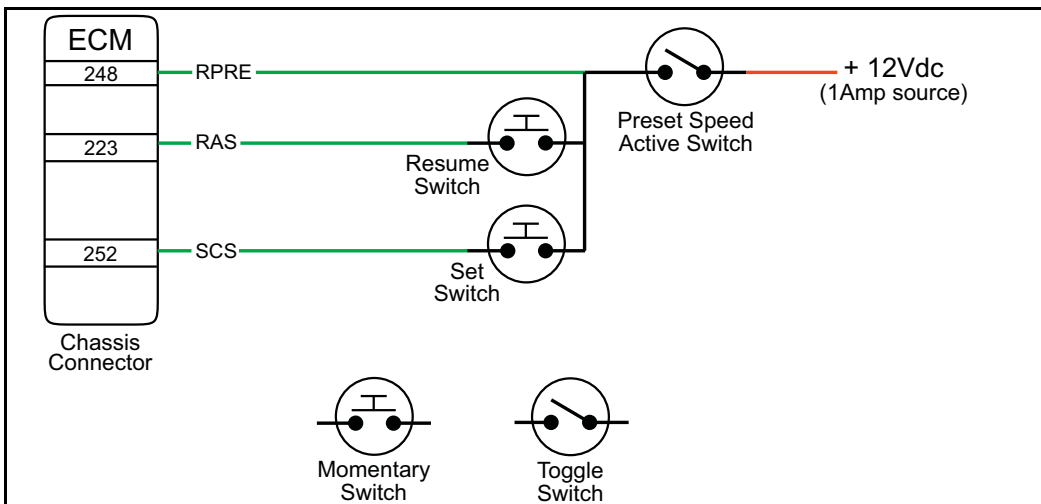 ECM
248
RPRE
+ 12Vdc
(1Amp source)
Preset Speed
Active Switch
223
RAS
Resume
Switch
252
SCS
Set
Switch
Chassis
Connector
Momentary
Switch
Toggle
Switch